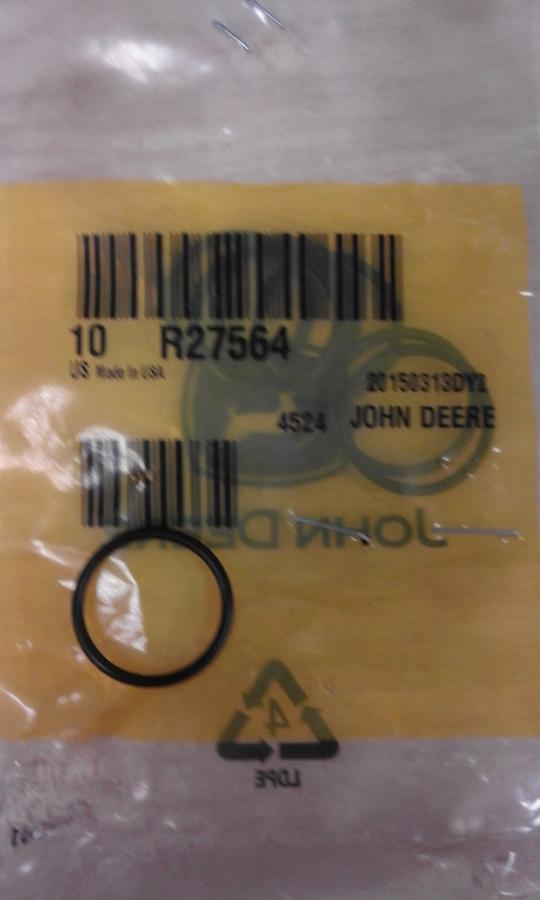 10 R27564
US Made In USA
20150313DY2
4524 JOHN DEERE
JOHN DEERE
4
LDPE